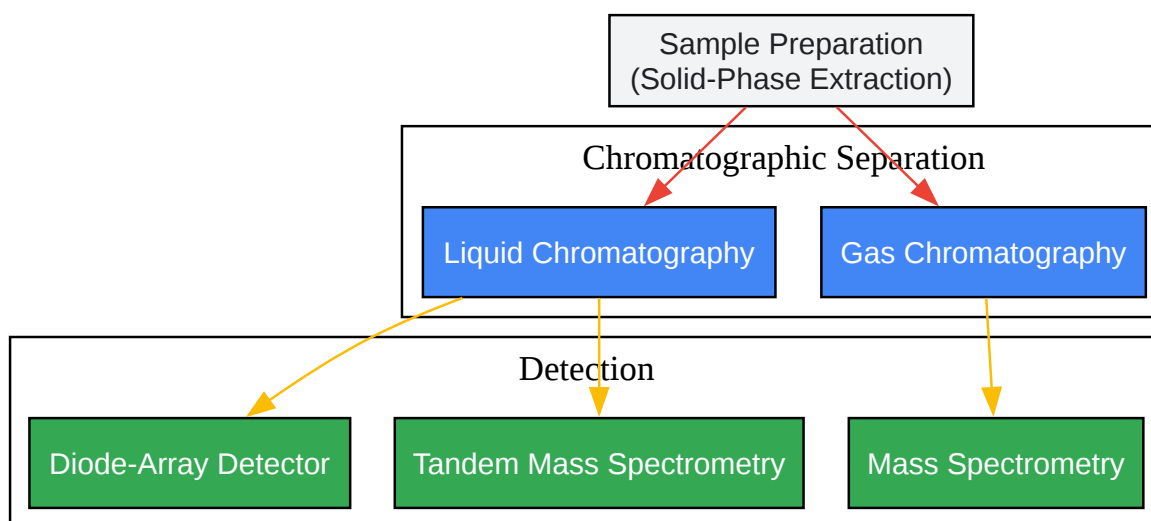 Sample Preparation
(Solid-Phase Extraction)
Chromatographic Separation
Liquid Chromatography
Gas Chromatography
Detection
Diode-Array Detector
Tandem Mass Spectrometry
Mass Spectrometry